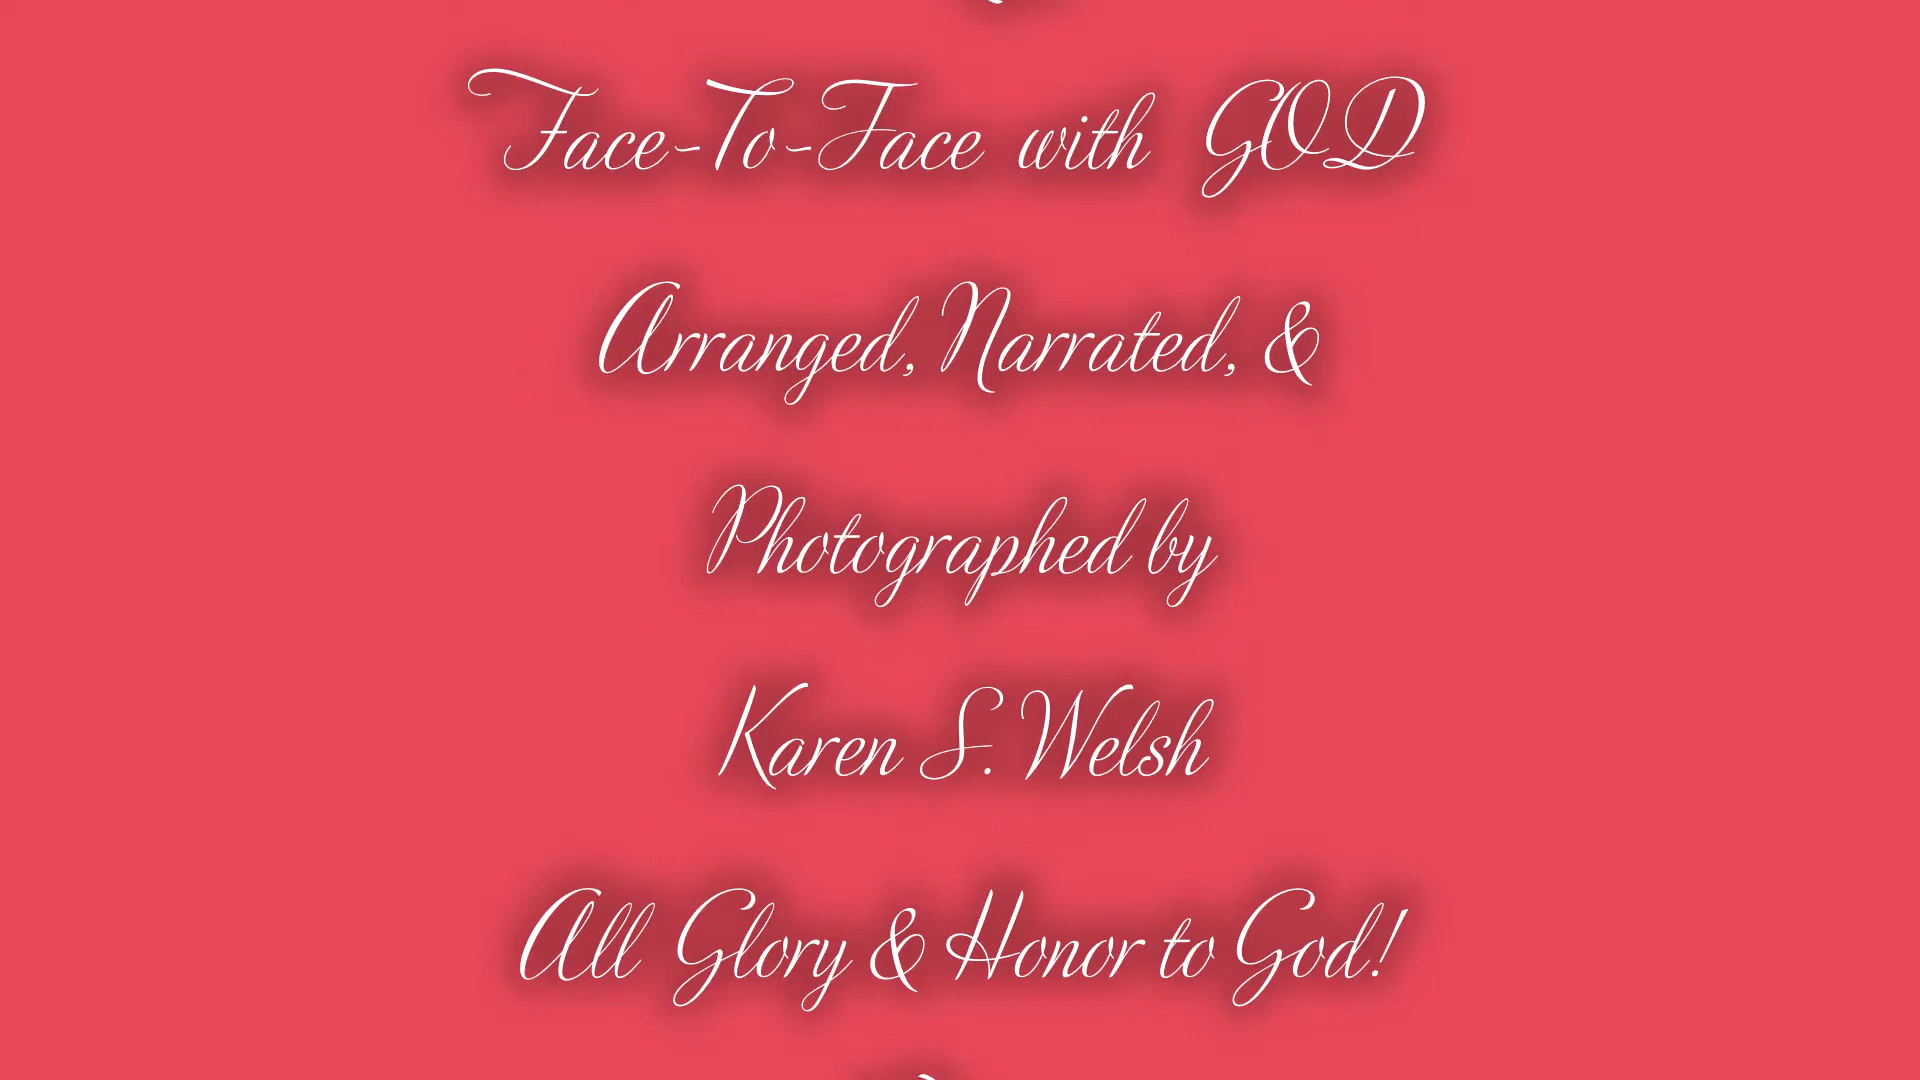 Face-To-Face with GOD
Arranged, Narrated, &
Photographed by
Karen S. Welsh
All Glory & Honor to God!